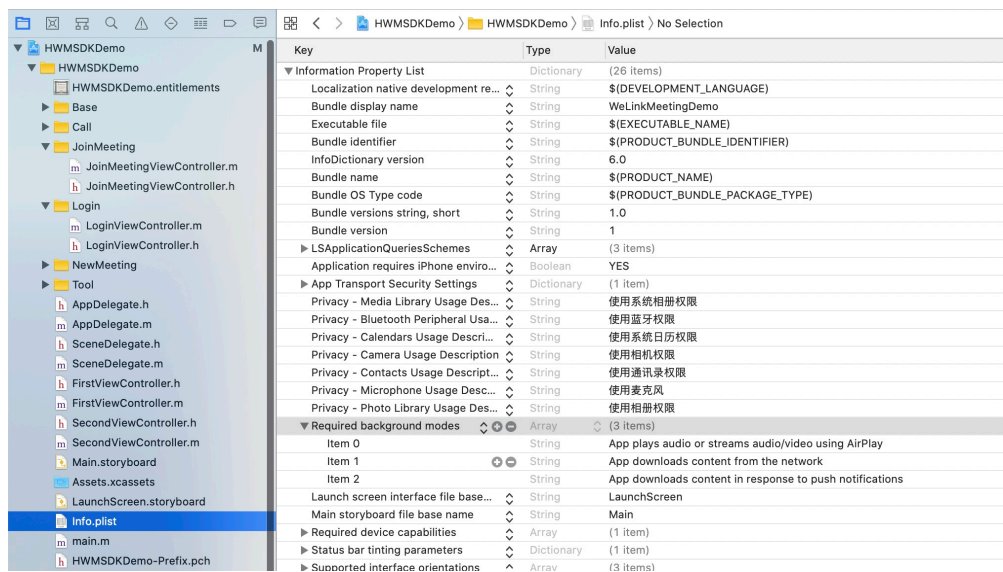 HWMSDKDemo 〉 HWMSDKDemo 〉 Info.plist 〉 No Selection
HWMSDKDemo M
HWMSDKDemo
HWMSDKDemo.entitlements
Base
Call
JoinMeeting
m JoinMeetingViewController.m
h JoinMeetingViewController.h
Login
m LoginViewController.m
h LoginViewController.h
NewMeeting
Tool
h AppDelegate.h
m AppDelegate.m
h SceneDelegate.h
m SceneDelegate.m
h FirstViewController.h
m FirstViewController.m
h SecondViewController.h
m SecondViewController.m
Main.storyboard
Assets.xcassets
LaunchScreen.storyboard
Info.plist
m main.m
h HWMSDKDemo-Prefix.pch
Key Type Value
Information Property List Dictionary (26 items)
Localization native development re... String $(DEVELOPMENT_LANGUAGE)
Bundle display name String WeLinkMeetingDemo
Executable file String $(EXECUTABLE_NAME)
Bundle identifier String $(PRODUCT_BUNDLE_IDENTIFIER)
InfoDictionary version String 6.0
Bundle name String $(PRODUCT_NAME)
Bundle OS Type code String $(PRODUCT_BUNDLE_PACKAGE_TYPE)
Bundle versions string, short String 1.0
Bundle version String 1
LSApplicationQueriesSchemes Array (3 items)
Application requires iPhone enviro... Boolean YES
App Transport Security Settings Dictionary (1 item)
Privacy - Media Library Usage Des... String 使用系统相册权限
Privacy - Bluetooth Peripheral Usa... String 使用蓝牙权限
Privacy - Calendars Usage Descri... String 使用系统日历权限
Privacy - Camera Usage Description String 使用相机权限
Privacy - Contacts Usage Descript... String 使用通讯录权限
Privacy - Microphone Usage Desc... String 使用麦克风
Privacy - Photo Library Usage Des... String 使用相册权限
Required background modes Array (3 items)
Item 0 String App plays audio or streams audio/video using AirPlay
Item 1 String App downloads content from the network
Item 2 String App downloads content in response to push notifications
Launch screen interface file base... String LaunchScreen
Main storyboard file base name String Main
Required device capabilities Array (1 item)
Status bar tinting parameters Dictionary (1 item)
Supported interface orientations Array (3 items)